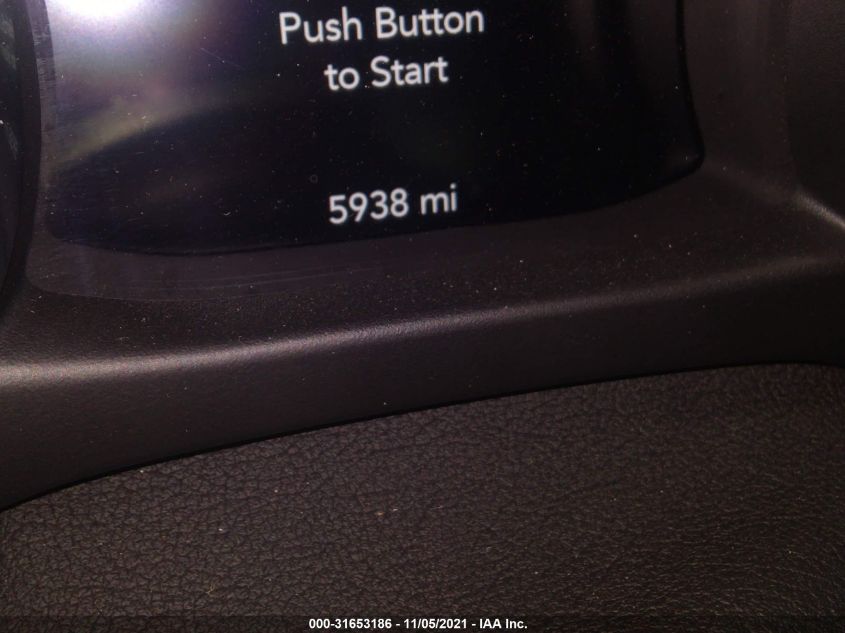 Push Button
to Start
5938 mi
000-31653186 - 11/05/2021 - IAA Inc.